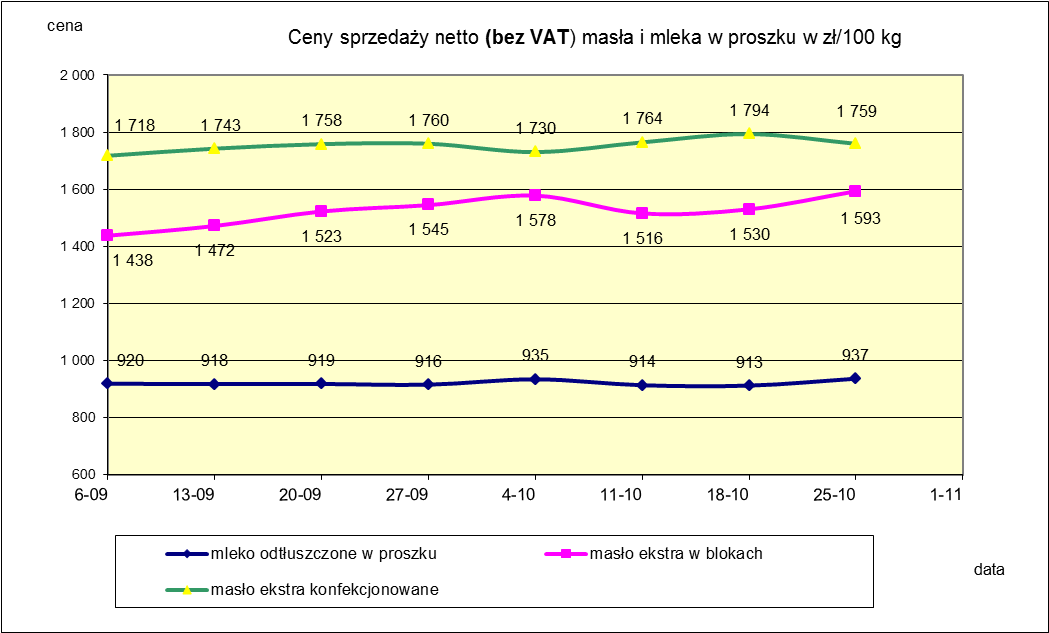 cena
Ceny sprzedaży netto (bez VAT) masła i mleka w proszku w zł/100 kg
2 000
1 718 1 743 1 758 1 760 1 730 1 764 1 794 1 759
1 800
1 600
1 438 1 472 1 523 1 545 1 578 1 516 1 530 1 593
1 400
1 200
1 000
920 918 919 916 935 914 913 937
800
600
6-09 13-09 20-09 27-09 4-10 11-10 18-10 25-10 1-11
mleko odtłuszczone w proszku masło ekstra w blokach
masło ekstra konfekcjonowane
data